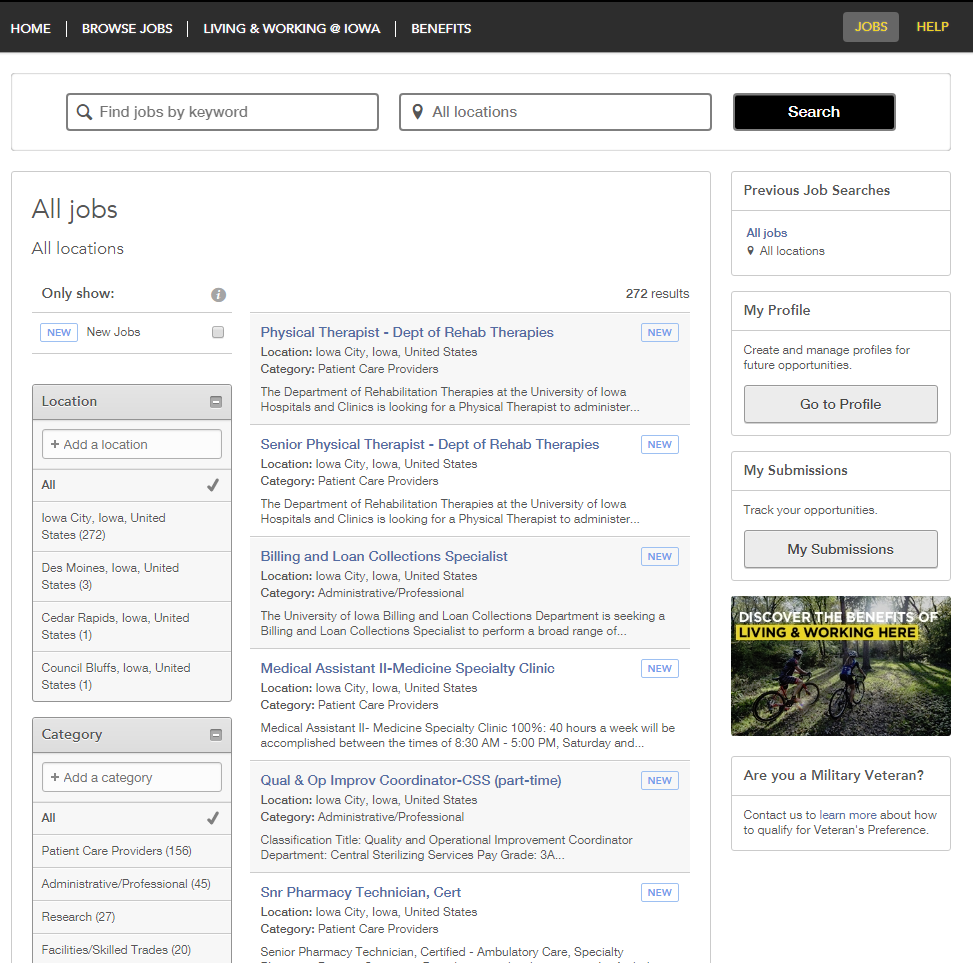 HOME
BROWSE JOBS
LIVING & WORKING @ IOWA
BENEFITS
JOBS
HELP
Find jobs by keyword
All locations
Search
All jobs
All locations
Only show:
NEW New Jobs
Location
+ Add a location
All
Iowa City, Iowa, United
States (272)
Des Moines, Iowa, United
States (3)
Cedar Rapids, Iowa, United
States (1)
Council Bluffs, Iowa, United
States (1)
Category
+ Add a category
All
Patient Care Providers (156)
Administrative/Professional (45)
Research (27)
Facilities/Skilled Trades (20)
272 results
Physical Therapist - Dept of Rehab Therapies NEW
Location: Iowa City, Iowa, United States
Category: Patient Care Providers
The Department of Rehabilitation Therapies at the University of Iowa
Hospitals and Clinics is looking for a Physical Therapist to administer...
Senior Physical Therapist - Dept of Rehab Therapies NEW
Location: Iowa City, Iowa, United States
Category: Patient Care Providers
The Department of Rehabilitation Therapies at the University of Iowa
Hospitals and Clinics is looking for a Physical Therapist to administer...
Billing and Loan Collections Specialist NEW
Location: Iowa City, Iowa, United States
Category: Administrative/Professional
The University of Iowa Billing and Loan Collections Department is seeking a
Billing and Loan Collections Specialist to perform a broad range of...
Medical Assistant II-Medicine Specialty Clinic NEW
Location: Iowa City, Iowa, United States
Category: Patient Care Providers
Medical Assistant II- Medicine Specialty Clinic 100%: 40 hours a week will be
accomplished between the times of 8:30 AM - 5:00 PM, Saturday and...
Qual & Op Improv Coordinator-CSS (part-time) NEW
Location: Iowa City, Iowa, United States
Category: Administrative/Professional
Classification Title: Quality and Operational Improvement Coordinator
Department: Central Sterilizing Services Pay Grade: 3A...
Snr Pharmacy Technician, Cert NEW
Location: Iowa City, Iowa, United States
Category: Patient Care Providers
Senior Pharmacy Technician, Certified - Ambulatory Care, Specialty
Previous Job Searches
All jobs
All locations
My Profile
Create and manage profiles for
future opportunities.
Go to Profile
My Submissions
Track your opportunities.
My Submissions
DISCOVER THE BENEFITS OF
LIVING & WORKING HERE
Are you a Military Veteran?
Contact us to learn more about how
to qualify for Veteran's Preference.